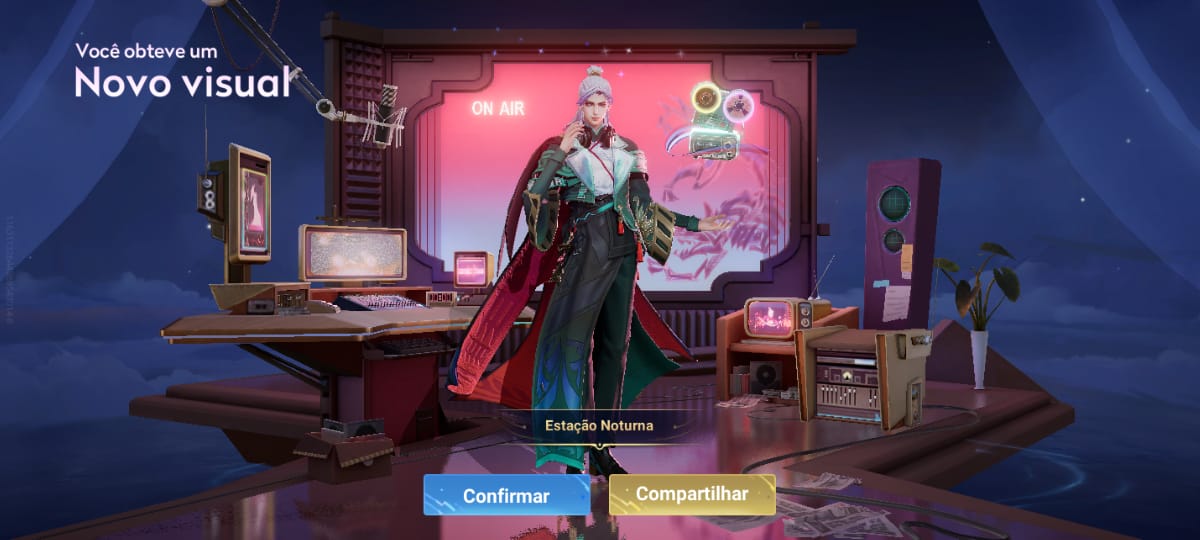 Você obteve um
Novo visual
ON AIR
Estação Noturna
Confirmar
Compartilhar